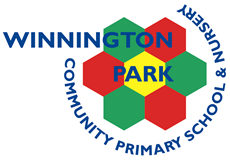 WINNINGTON
PARK
COMMUNITY PRIMARY SCHOOL & NURSERY